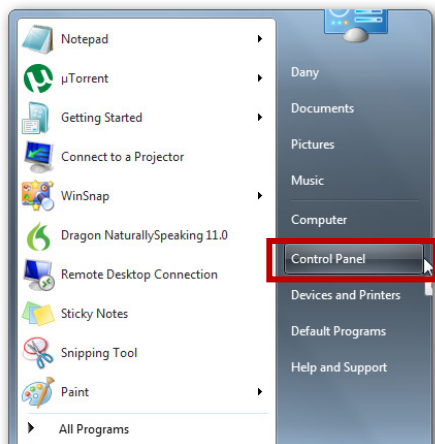 Notepad
µTorrent
Getting Started
Connect to a Projector
WinSnap
Dragon NaturallySpeaking 11.0
Remote Desktop Connection
Sticky Notes
Snipping Tool
Paint
All Programs
Dany
Documents
Pictures
Music
Computer
Control Panel
Devices and Printers
Default Programs
Help and Support